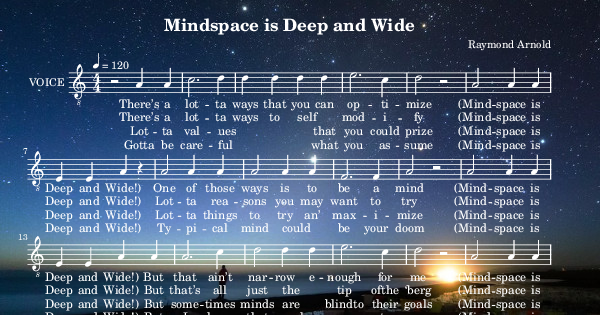 Mindspace is Deep and Wide
Raymond Arnold
= 120
VOICE
There's a lot - ta ways that you can op - ti - mize (Mind-space is
There's a lot - ta ways to self mod - i - fy (Mind-space is
Lot - ta val - ues that you could prize (Mind-space is
Gotta be care - ful what you as - sume (Mind-space is
7
Deep and Wide!) One of those ways is to be a mind (Mind-space is
Deep and Wide!) Lot - ta rea - sons you may want to try (Mind-space is
Deep and Wide!) Lot - ta things to try an' max - i - mize (Mind-space is
Deep and Wide!) Ty - pi - cal mind could be your doom (Mind-space is
13
Deep and Wide!) But that ain't nar - row e - nough for me (Mind-space is
Deep and Wide!) But that's all just the tip ofthe 'berg (Mind-space is
Deep and Wide!) But some-times minds are blindto their goals (Mind-space is